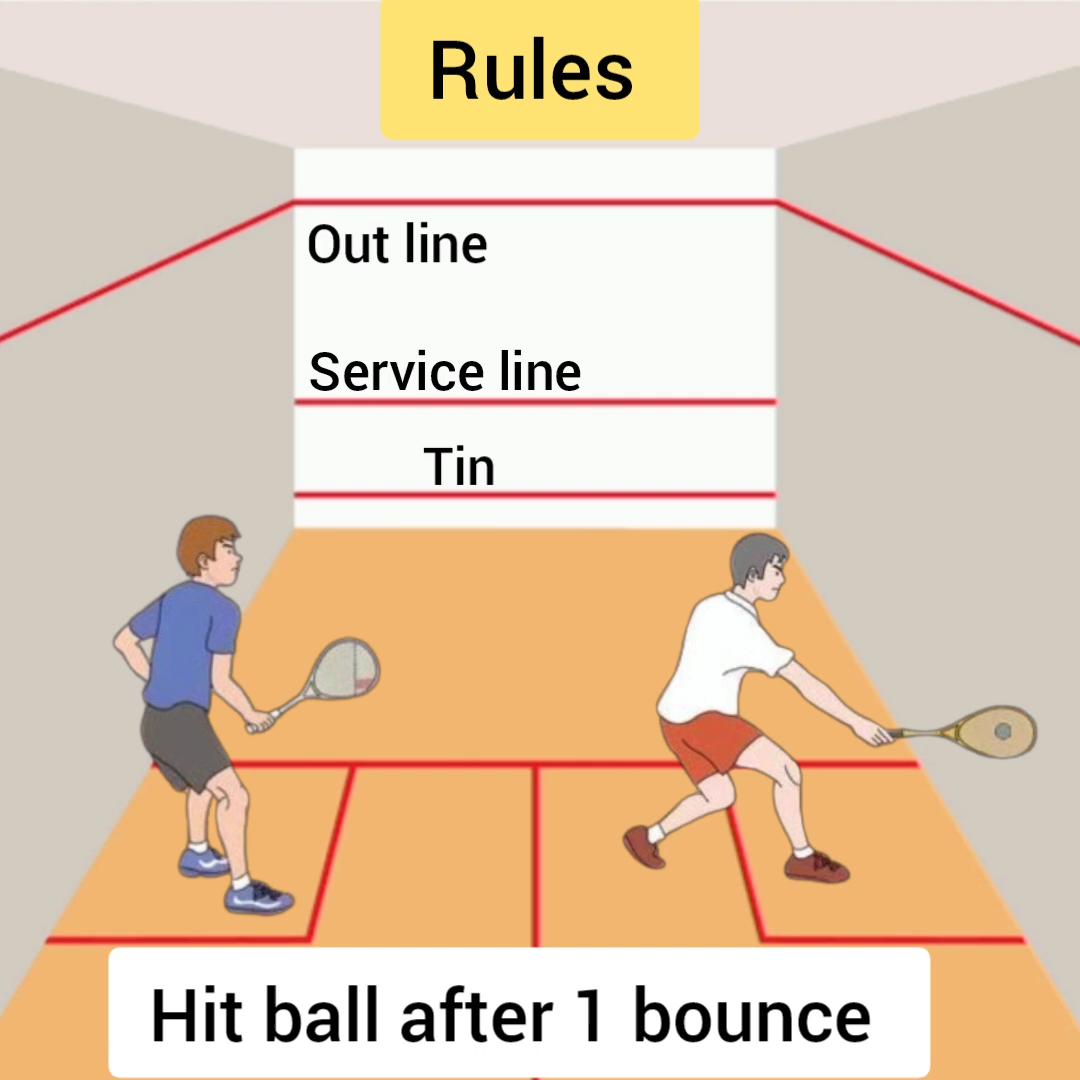 Rules
Out line
Service line
Tin
Hit ball after 1 bounce